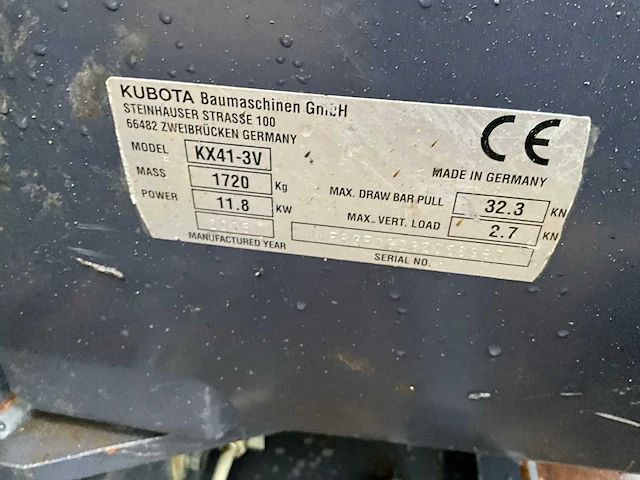 KUBOTA Baumaschinen GmbH
STEINHAUSER STRASSE 100
66482 ZWEIBRÜCKEN GERMANY
CE
MADE IN GERMANY
MODEL KX41-3V
MASS 1720 Kg
POWER 11.8 KW
MAX. DRAW BAR PULL 32.3 KN
MAX. VERT. LOAD 2.7 KN
MANUFACTURED YEAR
SERIAL NO.